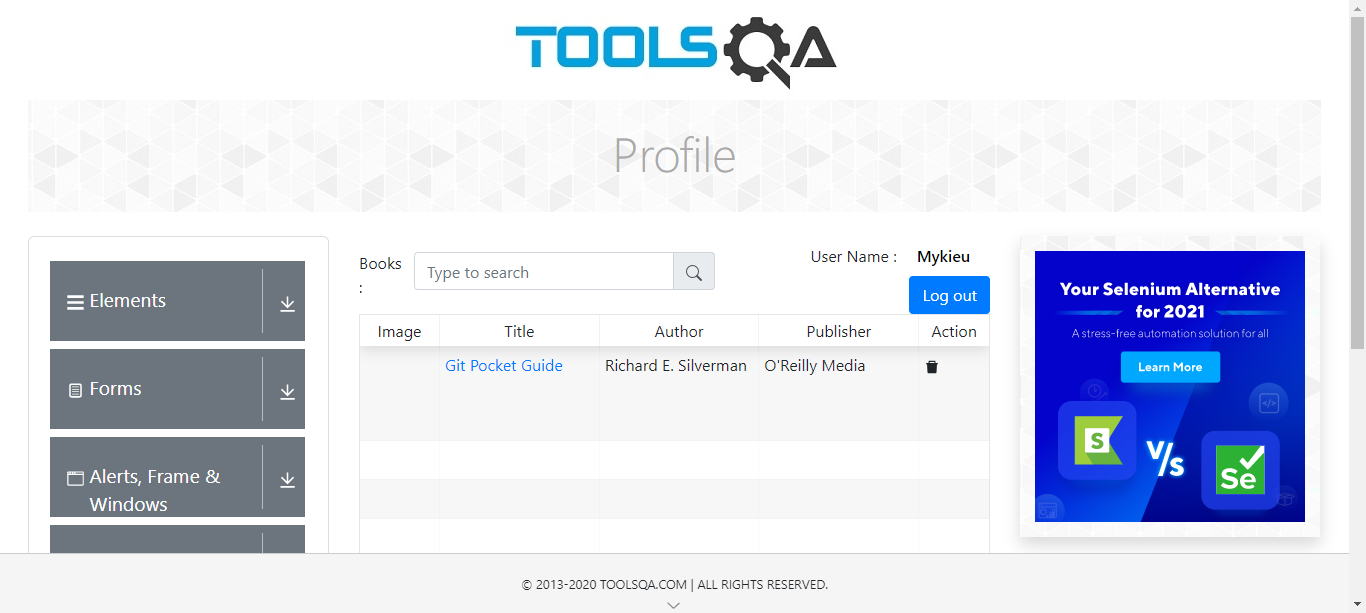 TOOLSQA
Profile
Elements
Forms
Alerts, Frame &
Windows
Books
:
Type to search
User Name :
Mykieu
Log out
Image
Title
Author
Publisher
Action
Git Pocket Guide
Richard E. Silverman
O'Reilly Media
Your Selenium Alternative
for 2021
A stress-free automation solution for all
Learn More
S
V/s
Se
© 2013-2020 TOOLSQA.COM | ALL RIGHTS RESERVED.